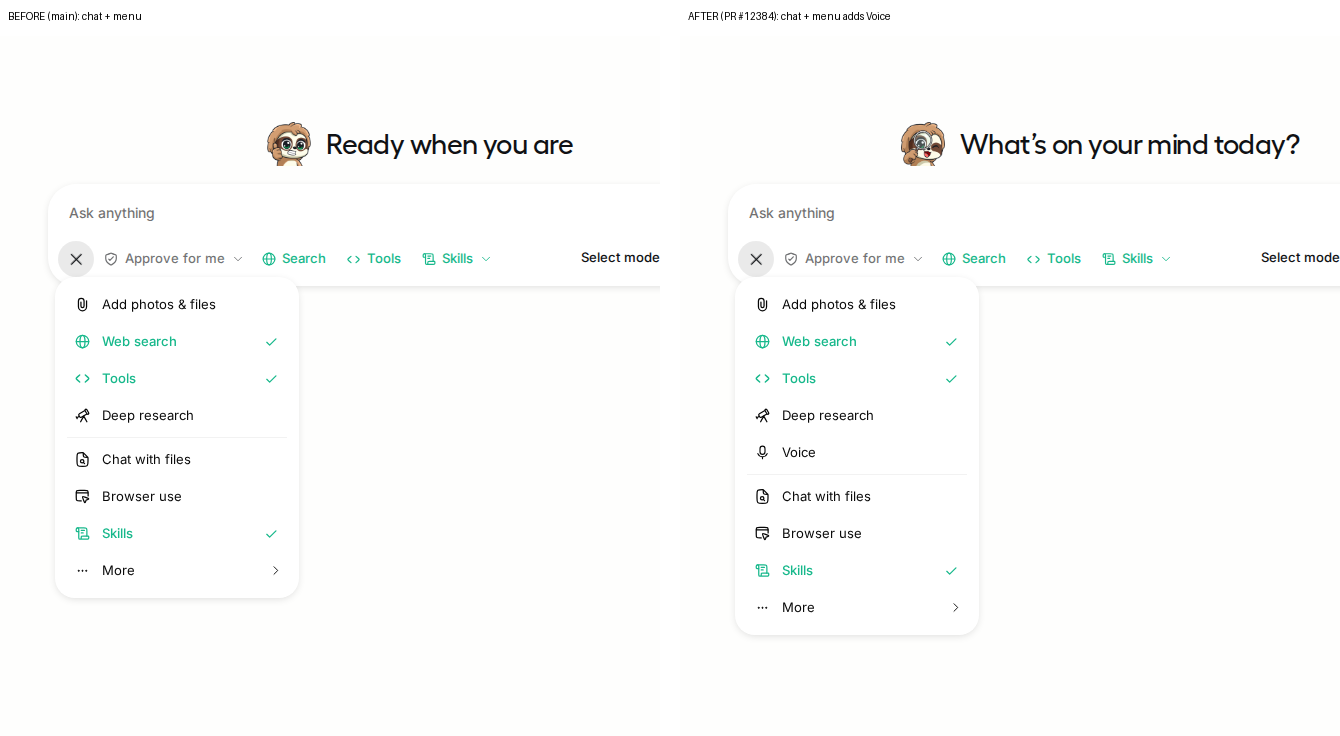 BEFORE (main): chat + menu
Ready when you are
Ask anything
Approve for me
Search
Tools
Skills
Select mode
Add photos & files
Web search
Tools
Deep research
Chat with files
Browser use
Skills
More
AFTER (PR #12384): chat + menu adds Voice
What's on your mind today?
Ask anything
Approve for me
Search
Tools
Skills
Select mode
Add photos & files
Web search
Tools
Deep research
Voice
Chat with files
Browser use
Skills
More